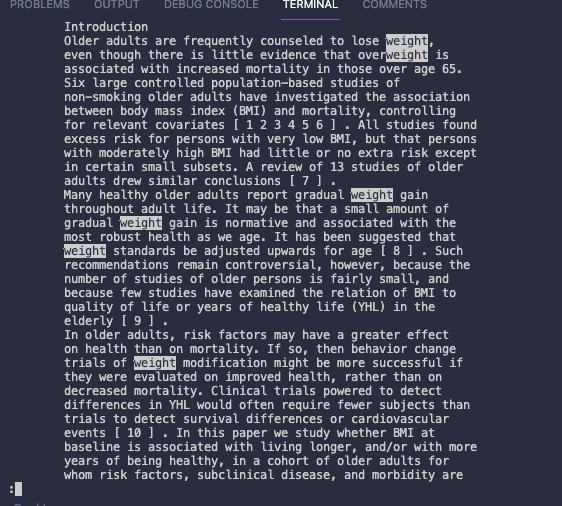 PROBLEMS OUTPUT DEBUG CONSOLE TERMINAL COMMENTS
Introduction
Older adults are frequently counseled to lose weight,
even though there is little evidence that overweight is
associated with increased mortality in those over age 65.
Six large controlled population-based studies of
non-smoking older adults have investigated the association
between body mass index (BMI) and mortality, controlling
for relevant covariates [ 1 2 3 4 5 6 ] . All studies found
excess risk for persons with very low BMI, but that persons
with moderately high BMI had little or no extra risk except
in certain small subsets. A review of 13 studies of older
adults drew similar conclusions [ 7 ] .
Many healthy older adults report gradual weight gain
throughout adult life. It may be that a small amount of
gradual weight gain is normative and associated with the
most robust health as we age. It has been suggested that
weight standards be adjusted upwards for age [ 8 ] . Such
recommendations remain controversial, however, because the
number of studies of older persons is fairly small, and
because few studies have examined the relation of BMI to
quality of life or years of healthy life (YHL) in the
elderly [ 9 ] .
In older adults, risk factors may have a greater effect
on health than on mortality. If so, then behavior change
trials of weight modification might be more successful if
they were evaluated on improved health, rather than on
decreased mortality. Clinical trials powered to detect
differences in YHL would often require fewer subjects than
trials to detect survival differences or cardiovascular
events [ 10 ] . In this paper we study whether BMI at
baseline is associated with living longer, and/or with more
years of being healthy, in a cohort of older adults for
whom risk factors, subclinical disease, and morbidity are
: